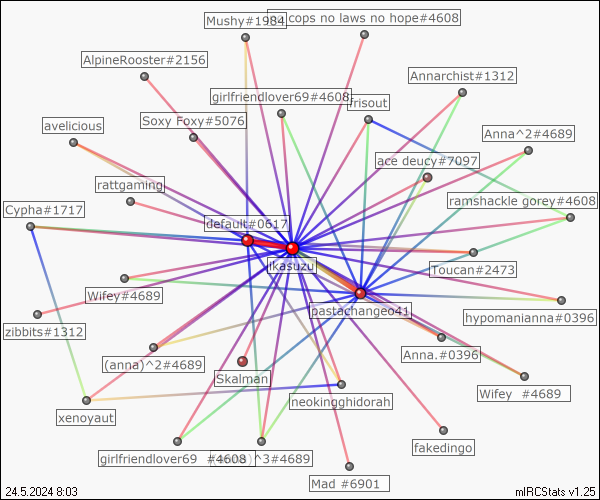 Mushy#1984
cops no laws no hope#4608
AlpineRooster#2156
Annarchist#1312
girlfriendlover69#4608
frisout
Soxy Foxy#5076
avelicious
Anna^2#4689
ace deucy#7097
rattgaming
ramshackle gorey#4608
Cypha#1717
default#0617
ikasuzu
Toucan#2473
Wifey#4689
pastachangeo41
hypomanianna#0396
zibbits#1312
Anna.#0396
(anna)^2#4689
Skalman
Wifey #4689
neokingghidorah
xenoyaut
fakedingo
girlfriendlover69 #4608
^3#4689
Mad #6901
24.5.2024 8:03
mIRCStats v1.25